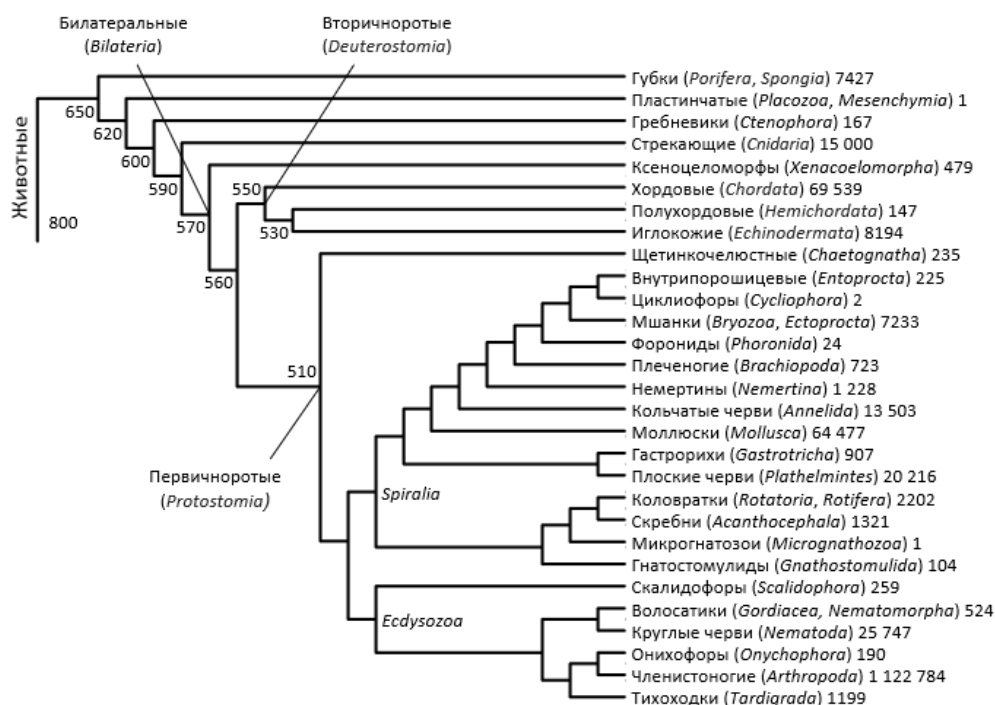 Билатеральные
(Bilateria)
Вторичноротые
(Deuterostomia)
Животные
800
650
620
600
590
570
560
550
530
510
Губки (Porifera, Spongia) 7427
Пластинчатые (Placozoa, Mesenchymia) 1
Гребневики (Ctenophora) 167
Стрекающие (Cnidaria) 15 000
Ксеноцеломорфы (Xenacoelomorpha) 479
Хордовые (Chordata) 69 539
Полухордовые (Hemichordata) 147
Иглокожие (Echinodermata) 8194
Щетинкочелюстные (Chaetognatha) 235
Внутрипорошицевые (Entoprocta) 225
Циклиофоры (Cycliophora) 2
Мшанки (Bryozoa, Ectoprocta) 7233
Форониды (Phoronida) 24
Плеченогие (Brachiopoda) 723
Немертины (Nemertina) 1 228
Кольчатые черви (Annelida) 13 503
Моллюски (Mollusca) 64 477
Гастрорихи (Gastrotricha) 907
Плоские черви (Plathelmintes) 20 216
Коловратки (Rotatoria, Rotifera) 2202
Скребни (Acanthocephala) 1321
Микрогнатозои (Micrognathozoa) 1
Гнатостомулиды (Gnathostomulida) 104
Скалидофоры (Scalidophora) 259
Волосатики (Gordiacea, Nematomorpha) 524
Круглые черви (Nematoda) 25 747
Онихофоры (Onychophora) 190
Членистоногие (Arthropoda) 1 122 784
Тихоходки (Tardigrada) 1199
Первичноротые
(Protostomia)
Spiralia
Ecdysozoa